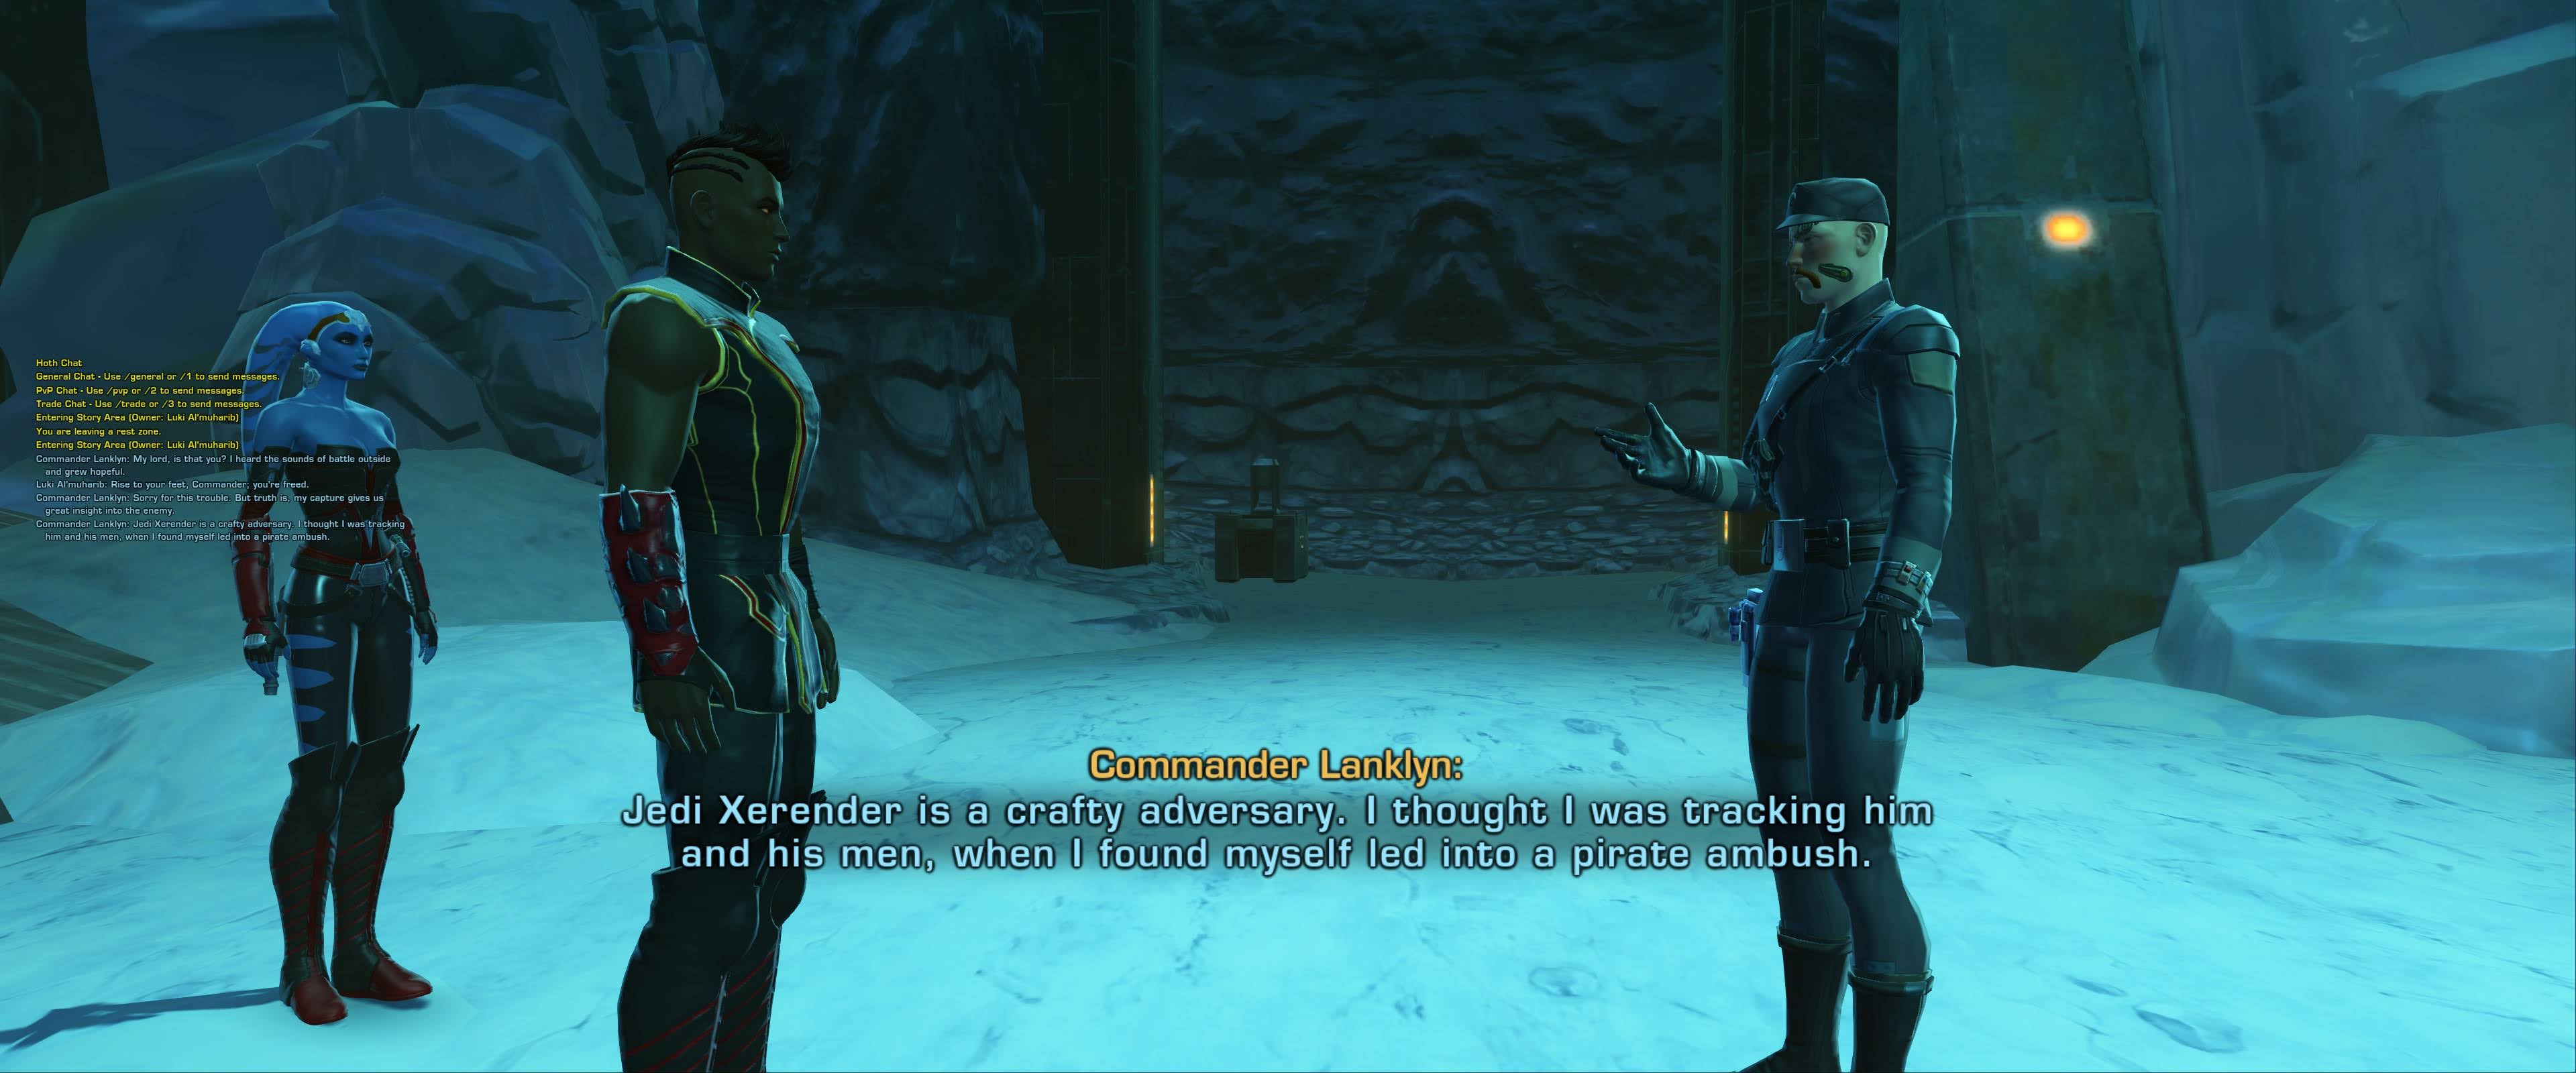 Hoth Chat
General Chat - Use /general or /1 to send messages.
PvP Chat - Use /pvp or /2 to send messages.
Trade Chat - Use /trade or /3 to send messages.
Entering Story Area (Owner: Luki Al'muharib)
You are leaving a rest zone.
Entering Story Area (Owner: Luki Al'muharib)
Commander Lanklyn: My lord, is that you? I heard the sounds of battle outside
and grew hopeful.
Luki Al'muharib: Rise to your feet, Commander; you're freed.
Commander Lanklyn: Sorry for this trouble. But truth is, my capture gives us
great insight into the enemy.
Commander Lanklyn: Jedi Xerender is a crafty adversary. I thought I was tracking
him and his men, when I found myself led into a pirate ambush.
Commander Lanklyn:
Jedi Xerender is a crafty adversary. I thought I was tracking him
and his men, when I found myself led into a pirate ambush.